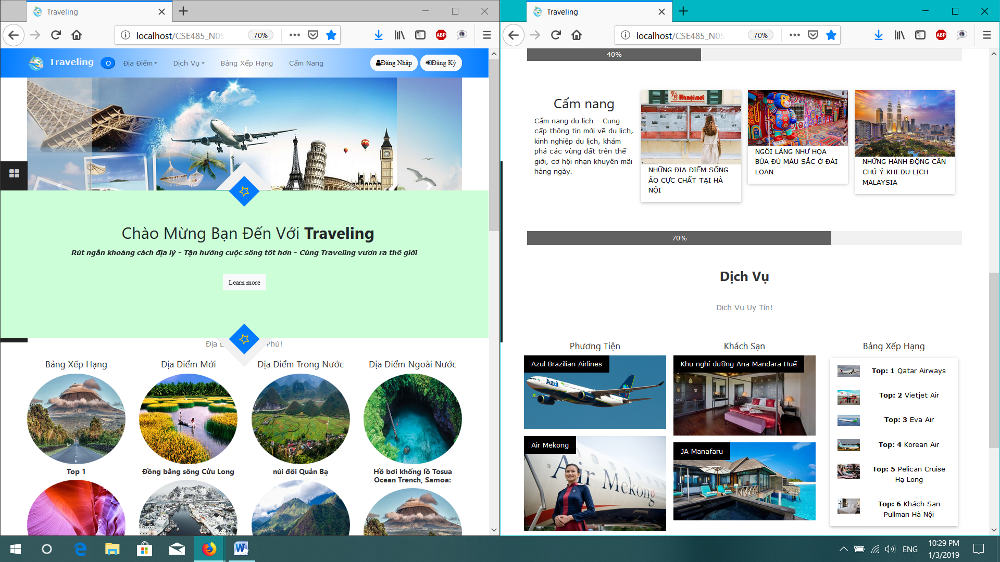 Traveling
localhost/CSE485_N05
70%
ABP
Traveling
O
Địa Điểm
Dịch Vụ
Bảng Xếp Hạng
Cẩm Nang
Đăng Nhập
Đăng Ký
Chào Mừng Bạn Đến Với Traveling
Rút ngắn khoảng cách địa lý - Tận hưởng cuộc sống tốt hơn - Cùng Traveling vươn ra thế giới
Learn more
Địa
Phú!
Bảng Xếp Hạng
Địa Điểm Mới
Địa Điểm Trong Nước
Địa Điểm Ngoài Nước
Top 1
Đồng bằng sông Cửu Long
núi đôi Quản Bạ
Hồ bơi khổng lồ Tosua
Ocean Trench, Samoa:
Traveling
localhost/CSE485_N05
70%
ABP
40%
Cẩm nang
Cẩm nang du lịch – Cung
cấp thông tin mới về du lịch,
kinh nghiệp du lịch, khám
phá các vùng đất trên thế
giới, cơ hội nhạn khuyến mãi
hàng ngày.
Hànộimới
NHỮNG ĐỊA ĐIỂM SỐNG
ẢO CỰC CHẤT TẠI HÀ
NỘI
NGÔI LÀNG NHƯ HỌA
BÙA ĐỦ MÀU SẮC Ở ĐÀI
LOAN
NHỮNG HÀNH ĐỘNG CẦN
CHÚ Ý KHI DU LỊCH
MALAYSIA
70%
Dịch Vụ
Dịch Vụ Uy Tín!
Phương Tiện
Azul Brazilian Airlines
Azul
Air Mekong
Air Mekong
Khách Sạn
Khu nghỉ dưỡng Ana Mandara Huế
JA Manafaru
Bảng Xếp Hạng
Top: 1 Qatar Airways
Top: 2 Vietjet Air
Top: 3 Eva Air
Top: 4 Korean Air
Top: 5 Pelican Cruise
Hạ Long
Top: 6 Khách Sạn
Pullman Hà Nội
ENG
10:29 PM
1/3/2019